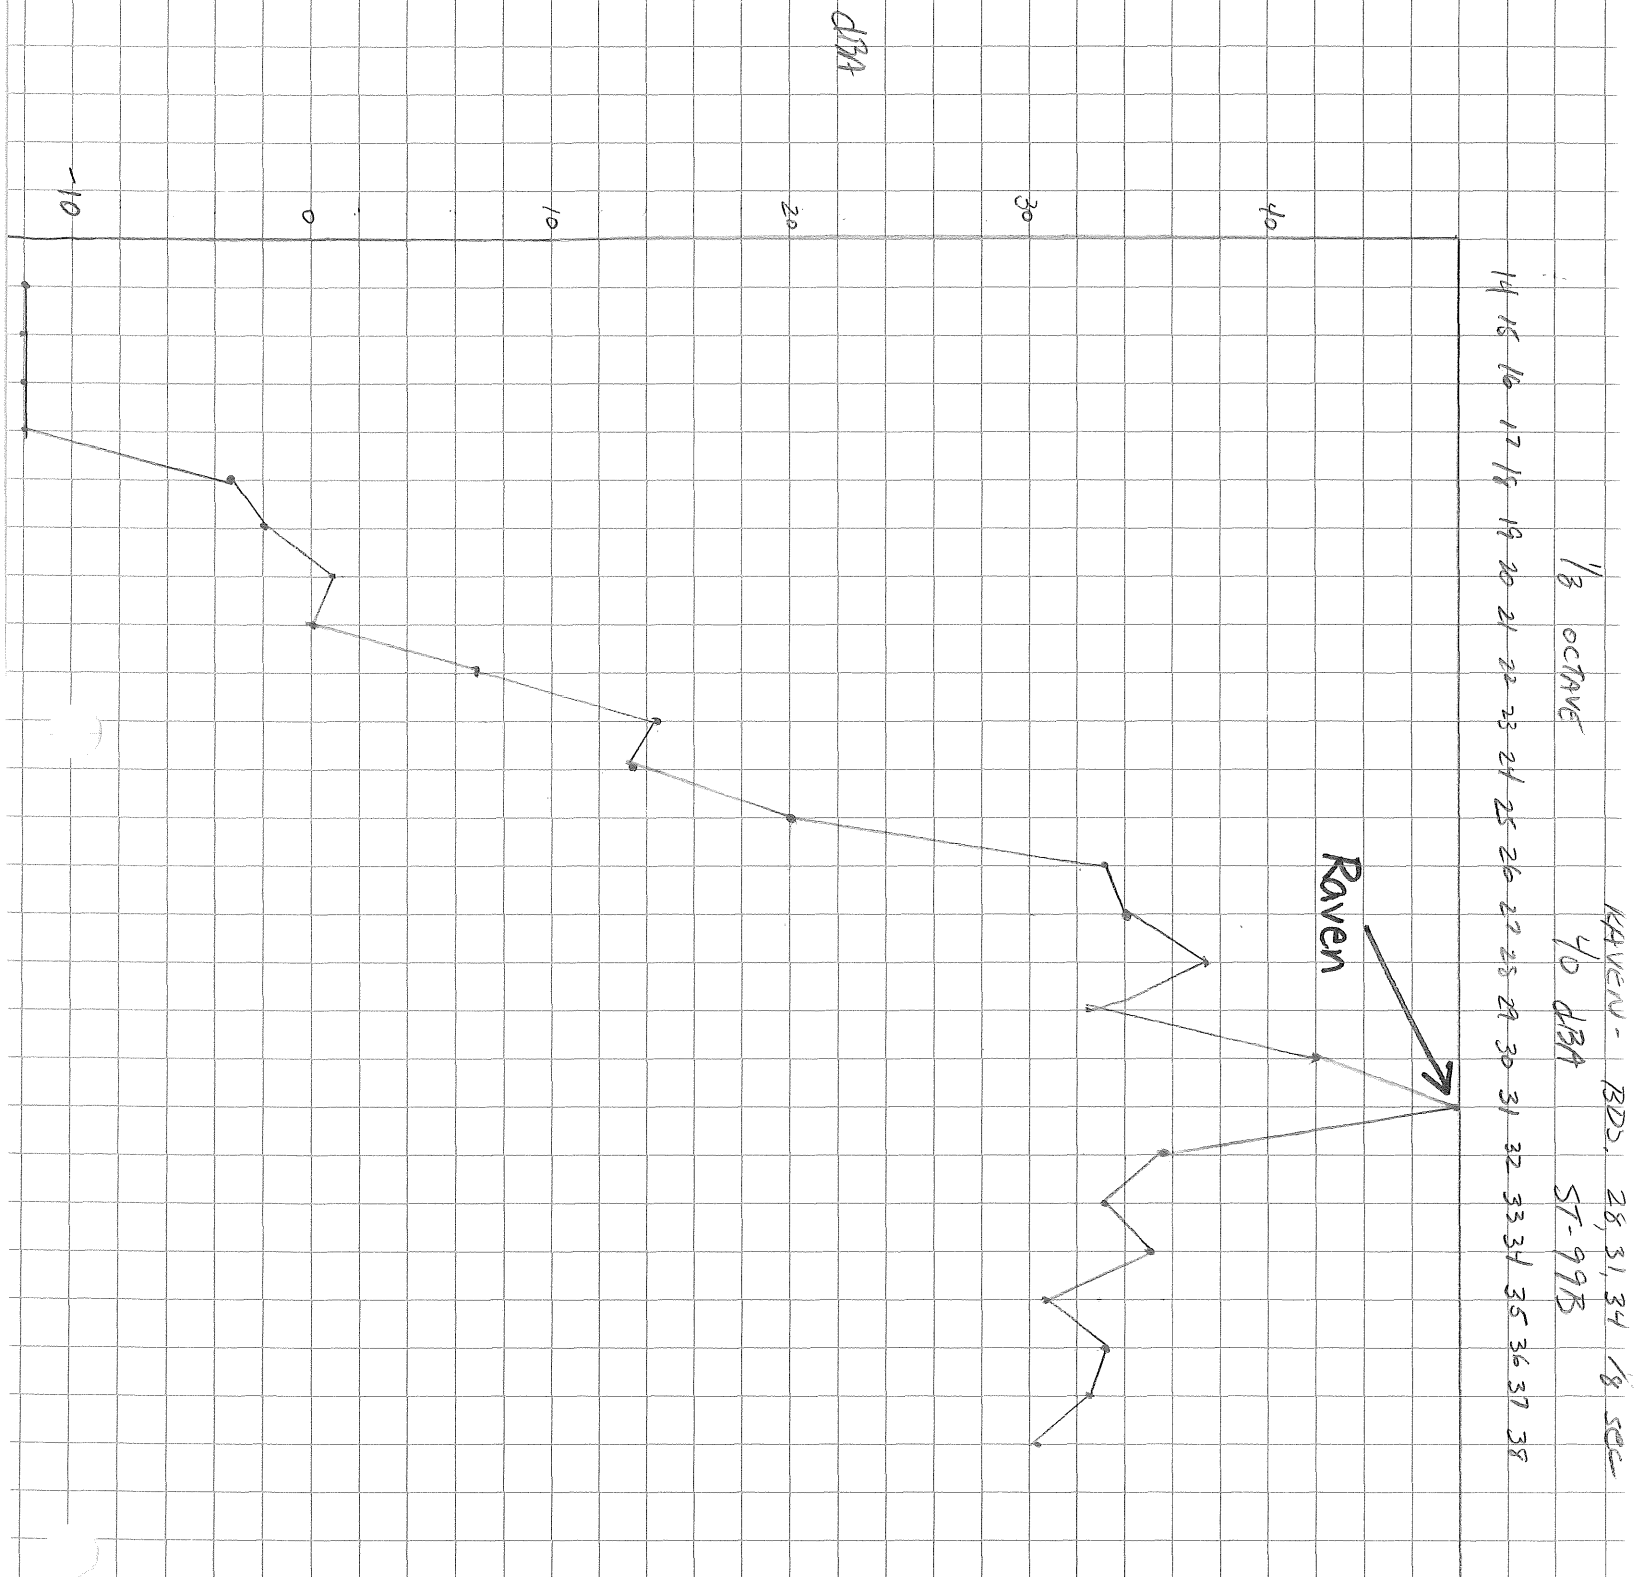 RAVEN - BDS. 28, 31, 34 1/8 sec
1/3 OCTAVE 40 dBA ST-99B
14 15 16 17 18 19 20 21 22 23 24 25 26 27 28 29 30 31 32 33 34 35 36 37 38
40
Raven
30
20
dBA
10
0
-10